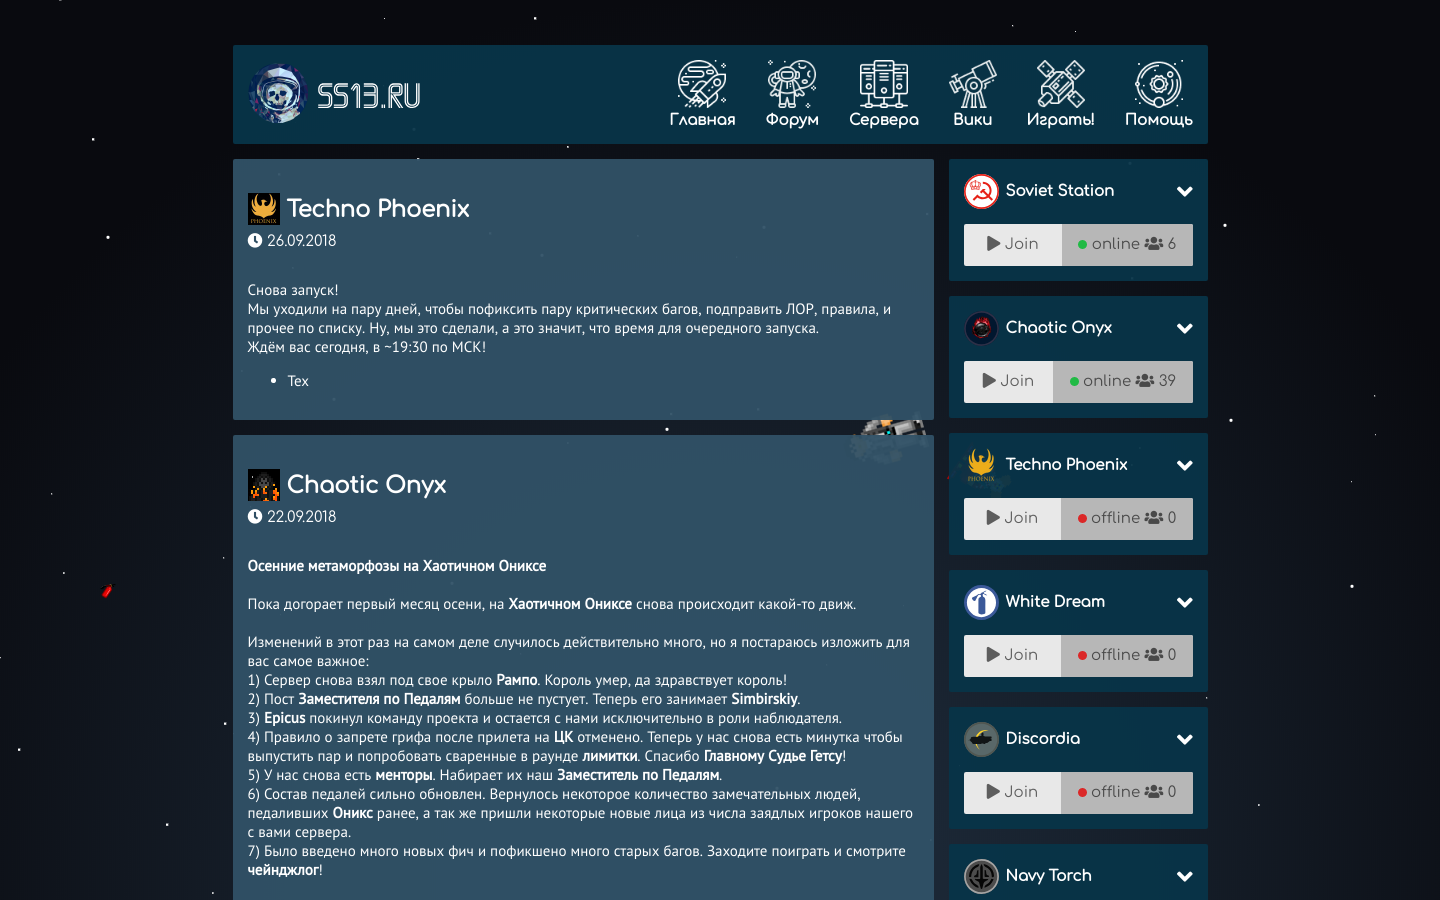 SS13.RU
Главная
Форум
Сервера
Вики
Играть!
Помощь
PHOENIX
Techno Phoenix
26.09.2018
Снова запуск!
Мы уходили на пару дней, чтобы пофиксить пару критических багов, подправить ЛОР, правила, и
прочее по списку. Ну, мы это сделали, а это значит, что время для очередного запуска.
Ждём вас сегодня, в ~19:30 по МСК!
Тех
Chaotic Onyx
22.09.2018
Осенние метаморфозы на Хаотичном Ониксе
Пока догорает первый месяц осени, на Хаотичном Ониксе снова происходит какой-то движ.
Изменений в этот раз на самом деле случилось действительно много, но я постараюсь изложить для
вас самое важное:
1) Сервер снова взял под свое крыло Рампо. Король умер, да здравствует король!
2) Пост Заместителя по Педалям больше не пустует. Теперь его занимает Simbirskiy.
3) Epicus покинул команду проекта и остается с нами исключительно в роли наблюдателя.
4) Правило о запрете грифа после прилета на ЦК отменено. Теперь у нас снова есть минутка чтобы
выпустить пар и попробовать сваренные в раунде лимитки. Спасибо Главному Судье Гетсу!
5) У нас снова есть менторы. Набирает их наш Заместитель по Педалям.
6) Состав педалей сильно обновлен. Вернулось некоторое количество замечательных людей,
педаливших Оникс ранее, а так же пришли некоторые новые лица из числа заядлых игроков нашего
с вами сервера.
7) Было введено много новых фич и пофикшено много старых багов. Заходите поиграть и смотрите
чейнджлог!
Soviet Station
Join
online 6
Chaotic Onyx
Join
online 39
PHOENIX
Techno Phoenix
Join
offline 0
White Dream
Join
offline 0
Discordia
Join
offline 0
Navy Torch